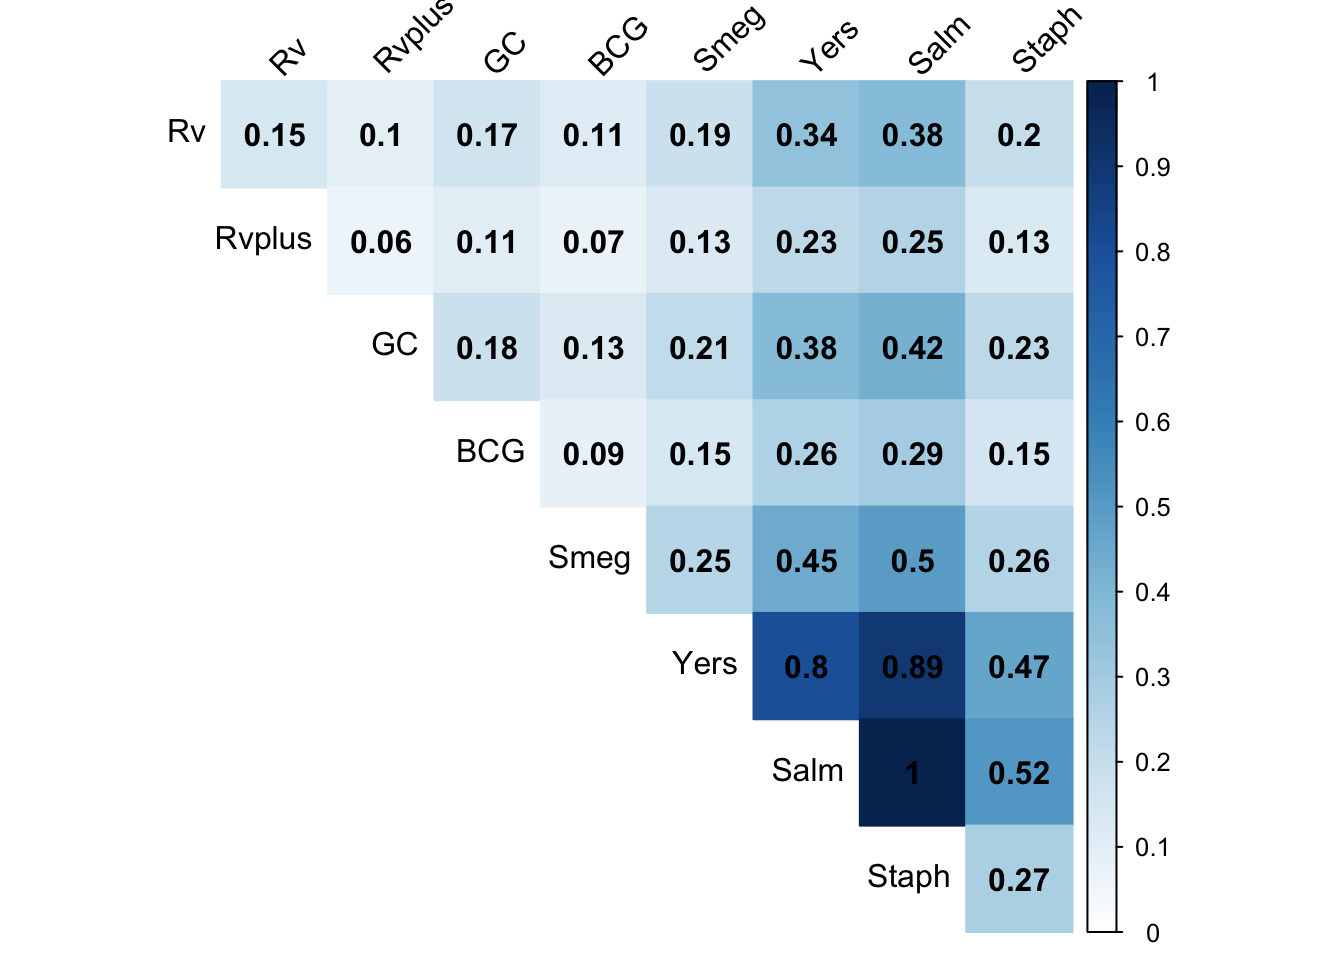 Rv Rvplus GC BCG Smeg Yers Salm Staph
Rv 0.15 0.1 0.17 0.11 0.19 0.34 0.38 0.2
Rvplus 0.06 0.11 0.07 0.13 0.23 0.25 0.13
GC 0.18 0.13 0.21 0.38 0.42 0.23
BCG 0.09 0.15 0.26 0.29 0.15
Smeg 0.25 0.45 0.5 0.26
Yers 0.8 0.89 0.47
Salm 1 0.52
Staph 0.27
1
0.9
0.8
0.7
0.6
0.5
0.4
0.3
0.2
0.1
0